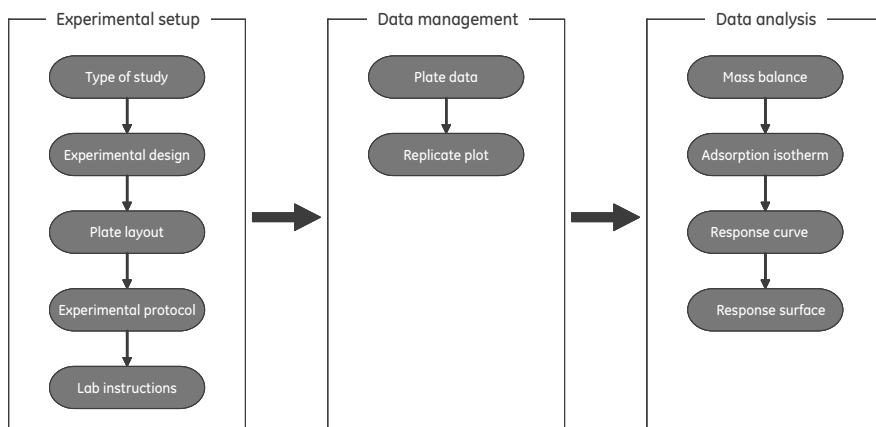 Experimental setup
Type of study
Experimental design
Plate layout
Experimental protocol
Lab instructions
Data management
Plate data
Replicate plot
Data analysis
Mass balance
Adsorption isotherm
Response curve
Response surface